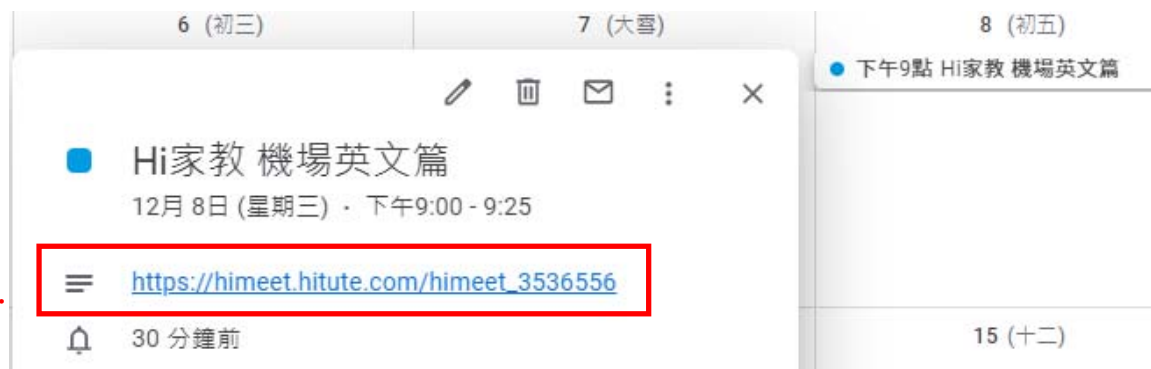 6 (初三)
7 (大雪)
8 (初五)
下午9點 Hi家教 機場英文篇
Hi家教 機場英文篇
12月 8日 (星期三) · 下午9:00 - 9:25
https://himeet.hitute.com/himeet_3536556
30 分鐘前
15 (十二)